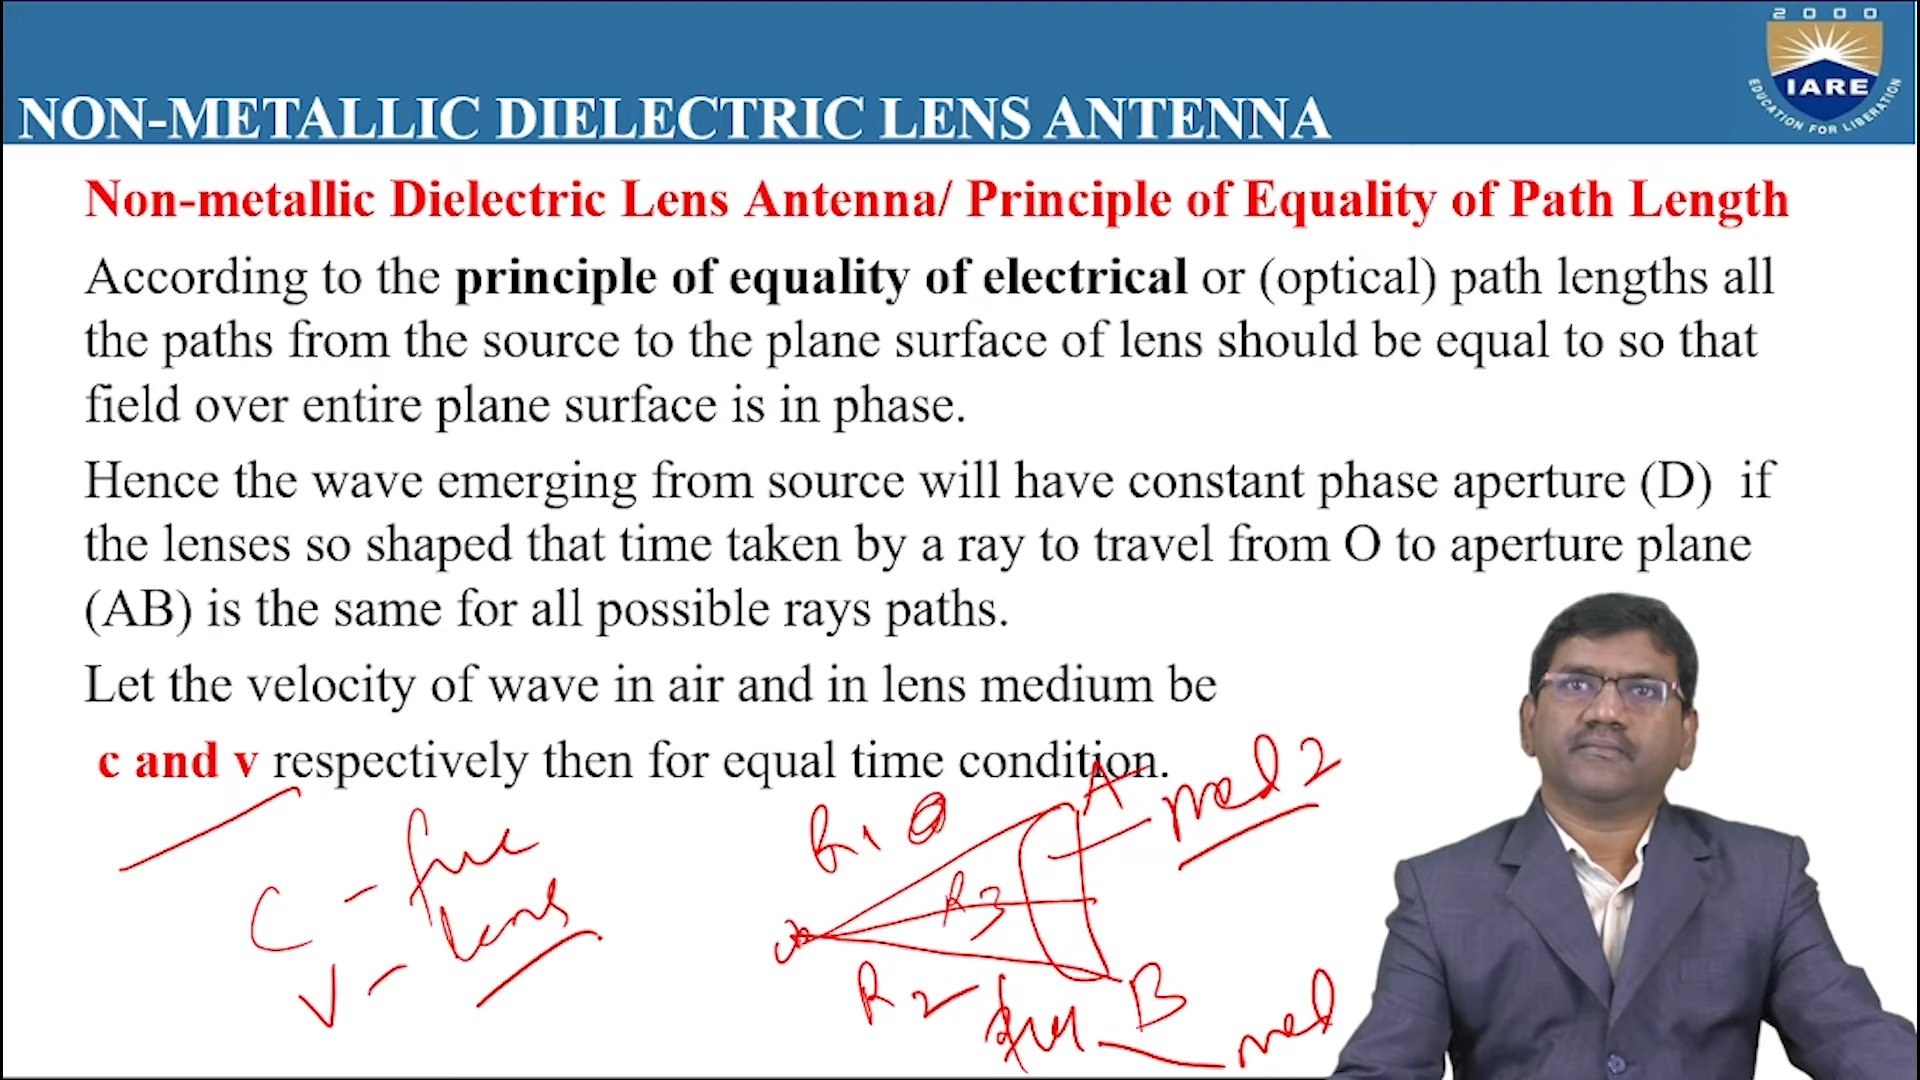 2 0 0 0
IARE
EDUCATION FOR LIBERATION
NON-METALLIC DIELECTRIC LENS ANTENNA
Non-metallic Dielectric Lens Antenna/ Principle of Equality of Path Length
According to the principle of equality of electrical or (optical) path lengths all
the paths from the source to the plane surface of lens should be equal to so that
field over entire plane surface is in phase.
Hence the wave emerging from source will have constant phase aperture (D) if
the lenses so shaped that time taken by a ray to travel from O to aperture plane
(AB) is the same for all possible rays paths.
Let the velocity of wave in air and in lens medium be
c and v respectively then for equal time condition.
A
med 2
R1
C - free
R3
V - lens
R2
B
med